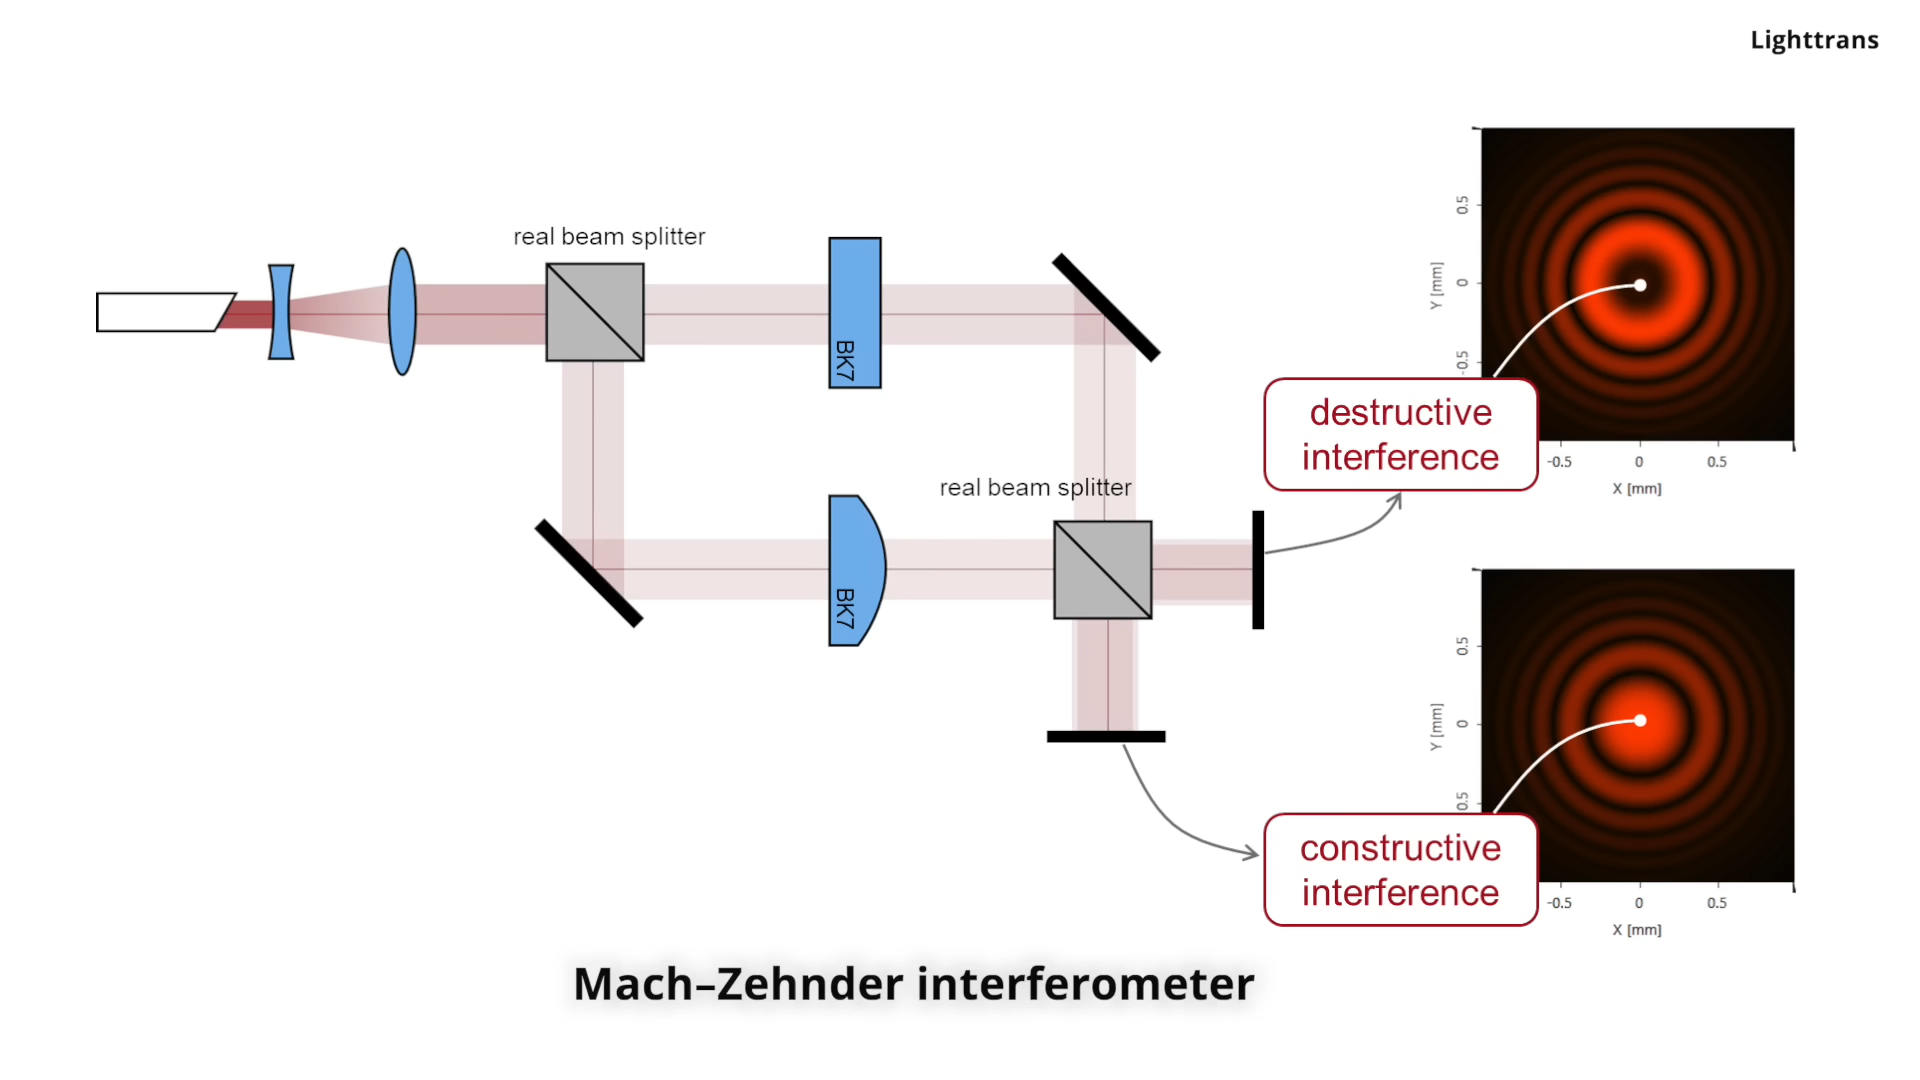 Lighttrans
real beam splitter
BK7
real beam splitter
BK7
Y [mm]
0.5
0
-0.5
-0.5
0
0.5
X [mm]
destructive
interference
Y [mm]
0.5
0
0.5
-0.5
0
0.5
X [mm]
constructive
interference
Mach–Zehnder interferometer